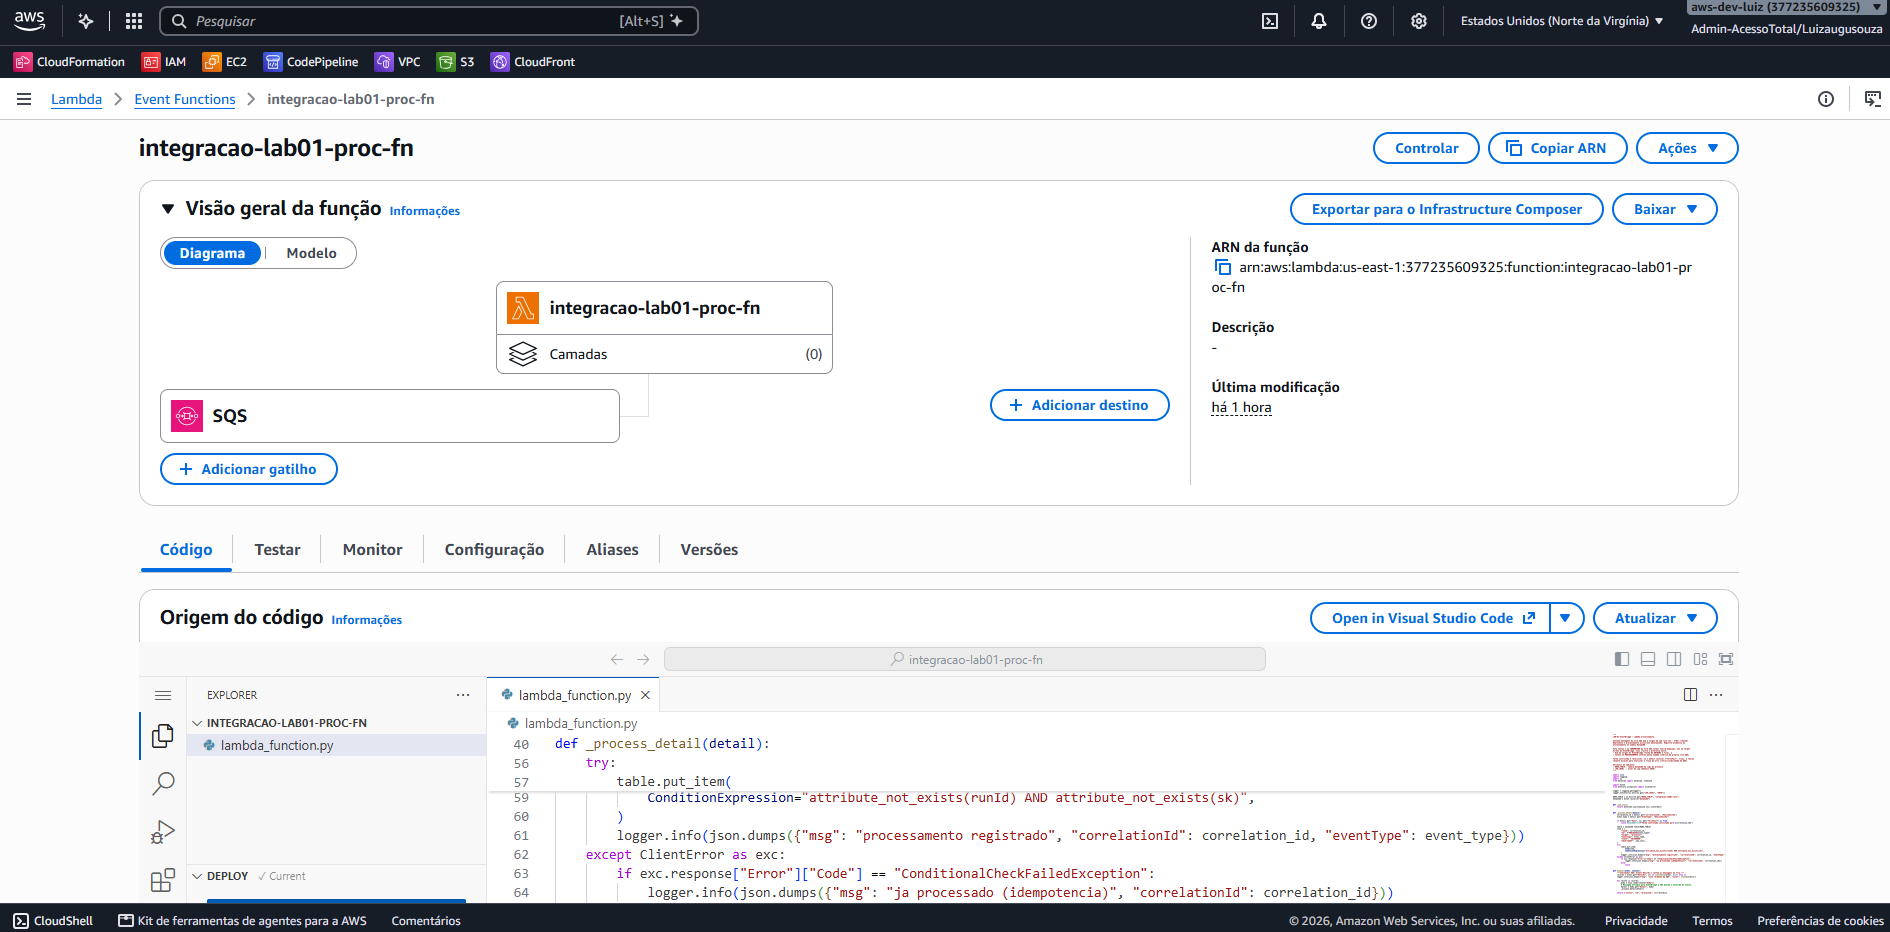 aws
Pesquisar
[Alt+S]
Estados Unidos (Norte da Virgínia) ▼
aws-dev-luiz (377235609325) ▼
Admin-AcessoTotal/Luizaugusouza
CloudFormation IAM EC2 CodePipeline VPC S3 CloudFront
Lambda > Event Functions > integracao-lab01-proc-fn
integracao-lab01-proc-fn
Controlar
Copiar ARN
Ações ▼
▼ Visão geral da função Informações
Exportar para o Infrastructure Composer
Baixar ▼
Diagrama | Modelo
integracao-lab01-proc-fn
Camadas (0)
SQS
+ Adicionar gatilho
+ Adicionar destino
ARN da função
arn:aws:lambda:us-east-1:377235609325:function:integracao-lab01-pr
oc-fn
Descrição
-
Última modificação
há 1 hora
Código Testar Monitor Configuração Aliases Versões
Origem do código Informações
Open in Visual Studio Code ▼
Atualizar ▼
integracao-lab01-proc-fn
EXPLORER ...
INTEGRACAO-LAB01-PROC-FN
lambda_function.py
DEPLOY ✓ Current
lambda_function.py ×
lambda_function.py
40 def _process_detail(detail):
56 try:
57 table.put_item(
59 ConditionExpression="attribute_not_exists(runId) AND attribute_not_exists(sk)",
60 )
61 logger.info(json.dumps({"msg": "processamento registrado", "correlationId": correlation_id, "eventType": event_type}))
62 except ClientError as exc:
63 if exc.response["Error"]["Code"] == "ConditionalCheckFailedException":
64 logger.info(json.dumps({"msg": "ja processado (idempotencia)", "correlationId": correlation_id}))
CloudShell Kit de ferramentas de agentes para a AWS Comentários
© 2026, Amazon Web Services, Inc. ou suas afiliadas. Privacidade Termos Preferências de cookies